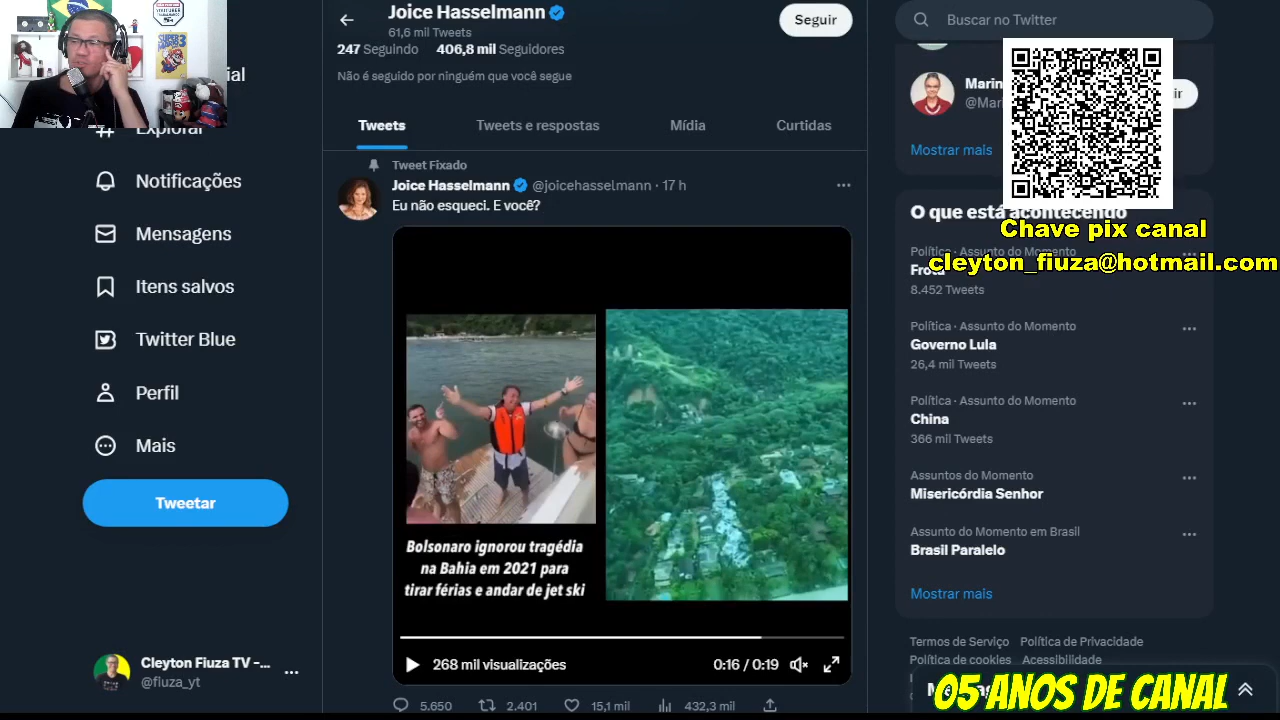 Joice Hasselmann
61,6 mil Tweets
Seguir
247 Seguindo 406,8 mil Seguidores
Não é seguido por ninguém que você segue
Tweets
Tweets e respostas
Mídia
Curtidas
Tweet Fixado
Joice Hasselmann @joicehasselmann · 17 h
Eu não esqueci. E você?
Bolsonaro ignorou tragédia
na Bahia em 2021 para
tirar férias e andar de jet ski
268 mil visualizações
0:16 / 0:19
5.650
2.401
15,1 mil
432,3 mil
Explorar
Notificações
Mensagens
Itens salvos
Twitter Blue
Perfil
Mais
Tweetar
Cleyton Fiuza TV -...
@fiuza_yt
Buscar no Twitter
Mostrar mais
O que está acontecendo
Chave pix canal
cleyton_fiuza@hotmail.com
Política · Assunto do Momento
Frota
8.452 Tweets
Política · Assunto do Momento
Governo Lula
26,4 mil Tweets
Política · Assunto do Momento
China
366 mil Tweets
Assuntos do Momento
Misericórdia Senhor
Assunto do Momento em Brasil
Brasil Paralelo
Mostrar mais
Termos de Serviço Política de Privacidade
Política de cookies Acessibilidade
05 ANOS DE CANAL